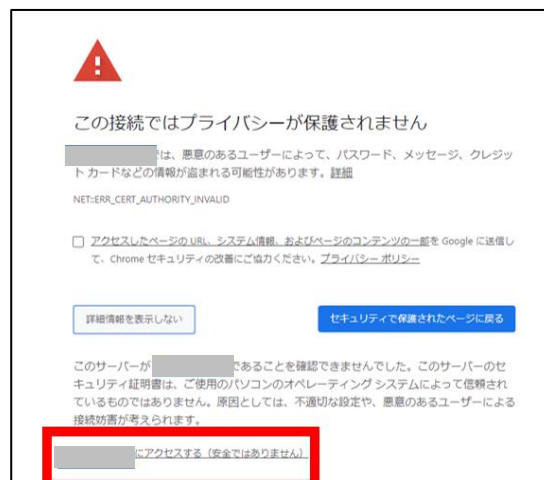 この接続ではプライバシーが保護されません
では、悪意のあるユーザーによって、パスワード、メッセージ、クレジッ
ト カードなどの情報が盗まれる可能性があります。詳細
NET::ERR_CERT_AUTHORITY_INVALID
アクセスしたページの URL、システム情報、およびページのコンテンツの一部を Google に送信し
て、Chrome セキュリティの改善にご協力ください。プライバシー ポリシー
詳細情報を表示しない
セキュリティで保護されたページに戻る
このサーバーが であることを確認できませんでした。このサーバーのセ
キュリティ証明書は、ご使用のパソコンのオペレーティング システムによって信頼され
ているものではありません。原因としては、不適切な設定や、悪意のあるユーザーによる
接続妨害が考えられます。
にアクセスする（安全ではありません）